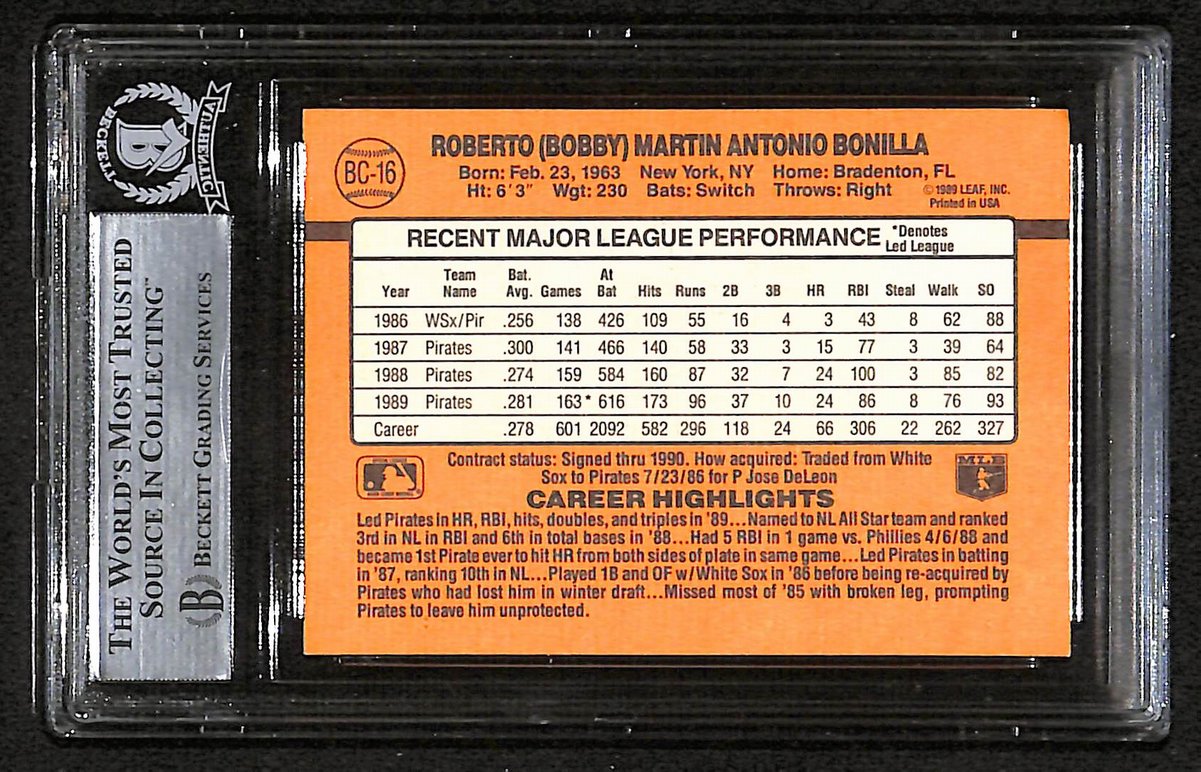 BECKETT
AUTHENTIC
THE WORLD'S MOST TRUSTED
SOURCE IN COLLECTING™
BECKETT GRADING SERVICES
BC-16
ROBERTO (BOBBY) MARTIN ANTONIO BONILLA
Born: Feb. 23, 1963 New York, NY Home: Bradenton, FL
Ht: 6'3" Wgt: 230 Bats: Switch Throws: Right
© 1989 LEAF, INC.
Printed in USA
RECENT MAJOR LEAGUE PERFORMANCE *Denotes Led League
Year Team Name Bat. Avg. Games At Bat Hits Runs 2B 3B HR RBI Steal Walk SO
1986 WSx/Pir .256 138 426 109 55 16 4 3 43 8 62 88
1987 Pirates .300 141 466 140 58 33 3 15 77 3 39 64
1988 Pirates .274 159 584 160 87 32 7 24 100 3 85 82
1989 Pirates .281 163* 616 173 96 37 10 24 86 8 76 93
Career .278 601 2092 582 296 118 24 66 306 22 262 327
Contract status: Signed thru 1990. How acquired: Traded from White
Sox to Pirates 7/23/86 for P Jose DeLeon
MLB
CAREER HIGHLIGHTS
Led Pirates in HR, RBI, hits, doubles, and triples in '89...Named to NL All Star team and ranked
3rd in NL in RBI and 6th in total bases in '88...Had 5 RBI in 1 game vs. Phillies 4/6/88 and
became 1st Pirate ever to hit HR from both sides of plate in same game...Led Pirates in batting
in '87, ranking 10th in NL...Played 1B and OF w/White Sox in '86 before being re-acquired by
Pirates who had lost him in winter draft...Missed most of '85 with broken leg, prompting
Pirates to leave him unprotected.